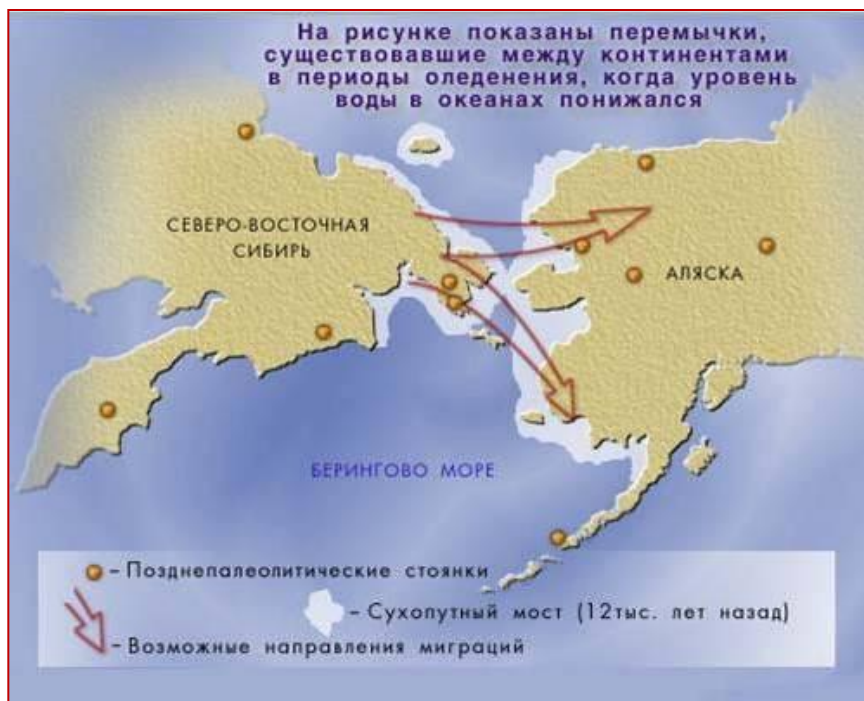 На рисунке показаны перемычки,
существовавшие между континентами
в периоды оледенения, когда уровень
воды в океанах понижался
СЕВЕРО-ВОСТОЧНАЯ
СИБИРЬ
АЛЯСКА
БЕРИНГОВО МОРЕ
– Позднепалеолитические стоянки
– Сухопутный мост (12тыс. лет назад)
– Возможные направления миграций